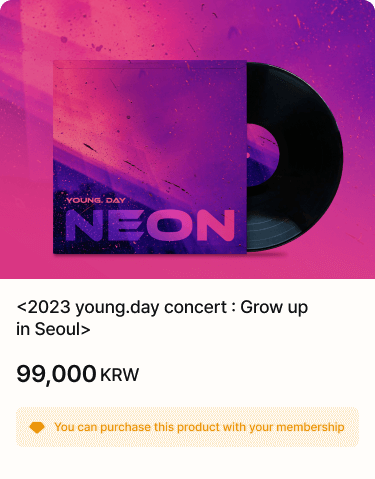 YOUNG. DAY
NEON
<2023 young.day concert : Grow up
in Seoul>
99,000 KRW
You can purchase this product with your membership